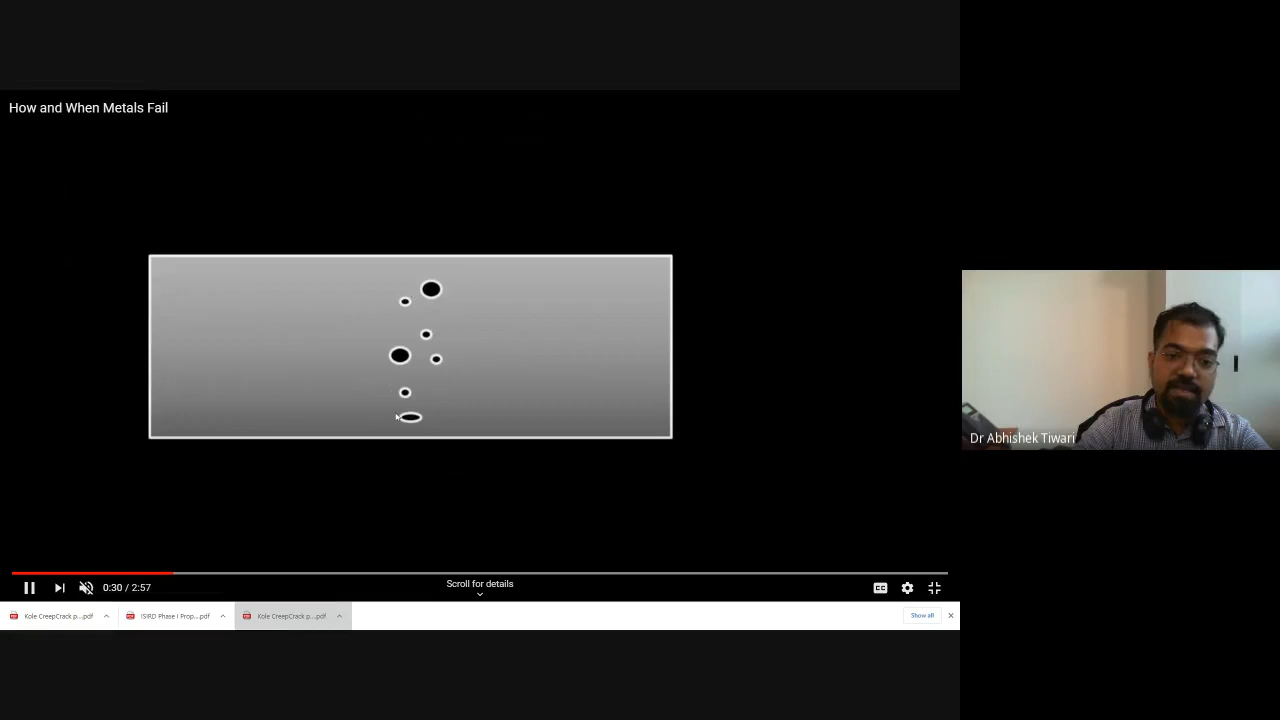 How and When Metals Fail
Dr Abhishek Tiwari
0:30 / 2:57
Scroll for details
CC
Kole CreepCrack p....pdf
ISIRD Phase I Prop....pdf
Kole CreepCrack p....pdf
Show all